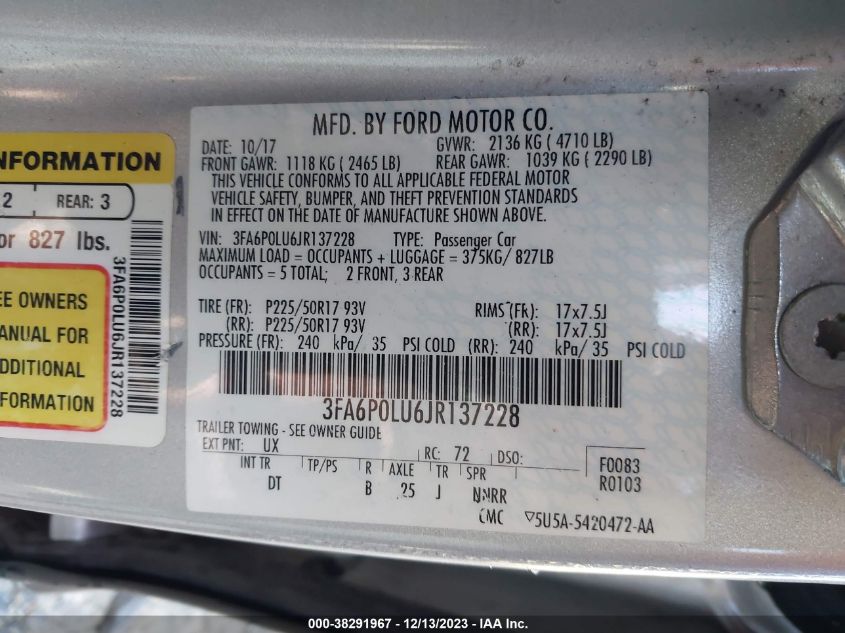 NFORMATION
2 REAR: 3
or 827 lbs.
3FA6P0LU6JR137228
EE OWNERS
MANUAL FOR
ADDITIONAL
NFORMATION
MFD. BY FORD MOTOR CO.
DATE: 10/17 GVWR: 2136 KG ( 4710 LB)
FRONT GAWR: 1118 KG ( 2465 LB) REAR GAWR: 1039 KG ( 2290 LB)
THIS VEHICLE CONFORMS TO ALL APPLICABLE FEDERAL MOTOR
VEHICLE SAFETY, BUMPER, AND THEFT PREVENTION STANDARDS
IN EFFECT ON THE DATE OF MANUFACTURE SHOWN ABOVE.
VIN: 3FA6P0LU6JR137228 TYPE: Passenger Car
MAXIMUM LOAD = OCCUPANTS + LUGGAGE = 375KG/ 827LB
OCCUPANTS = 5 TOTAL; 2 FRONT, 3 REAR
TIRE (FR): P225/50R17 93V RIMS (FR): 17x7.5J
(RR): P225/50R17 93V (RR): 17x7.5J
PRESSURE (FR): 240 kPa/ 35 PSI COLD (RR): 240 kPa/ 35 PSI COLD
3FA6P0LU6JR137228
TRAILER TOWING - SEE OWNER GUIDE
EXT PNT: UX RC: 72 DSO:
INT TR TP/PS R AXLE TR SPR F0083
DT B 25 J NNRR R0103
CMC ▽5U5A-5420472-AA
000-38291967 - 12/13/2023 - IAA Inc.